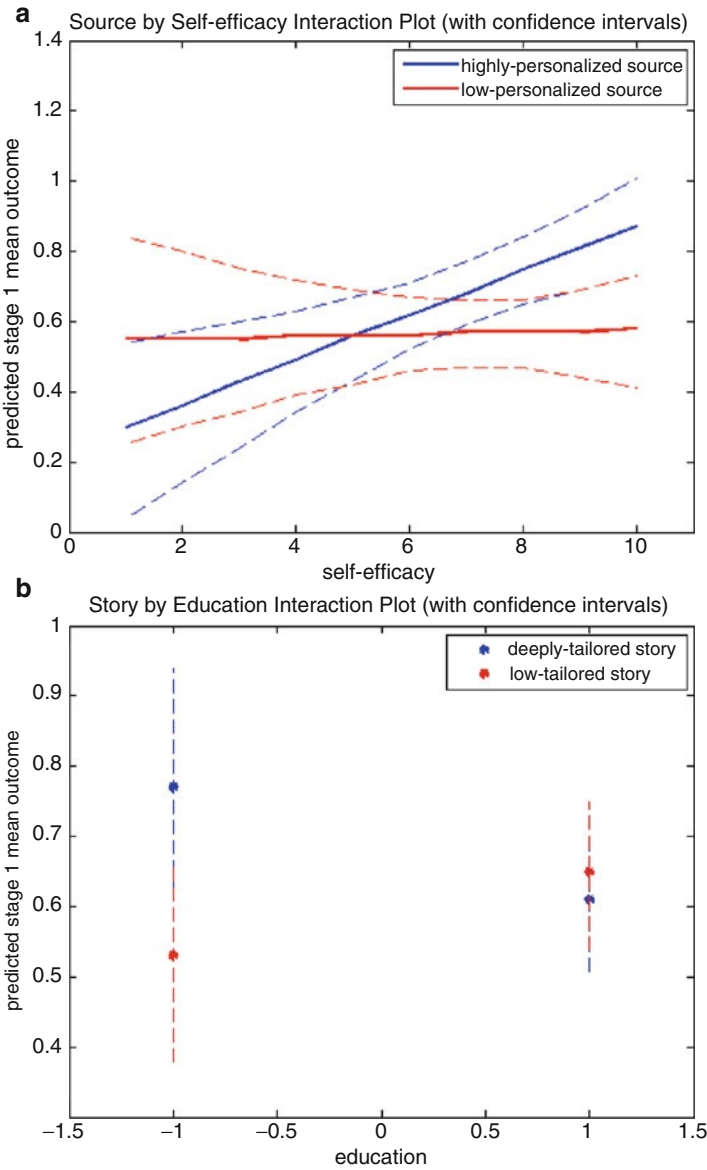 a
Source by Self-efficacy Interaction Plot (with confidence intervals)
1.4
1.2
1
0.8
0.6
0.4
0.2
0
predicted stage 1 mean outcome
highly-personalized source
low-personalized source
0 2 4 6 8 10
self-efficacy
b
Story by Education Interaction Plot (with confidence intervals)
1
0.9
0.8
0.7
0.6
0.5
0.4
predicted stage 1 mean outcome
deeply-tailored story
low-tailored story
−1.5 −1 −0.5 0 0.5 1 1.5
education